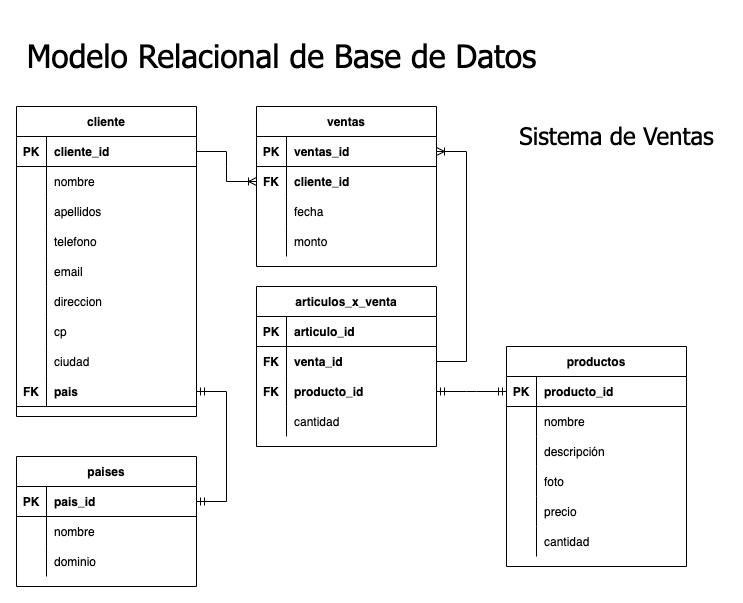 Modelo Relacional de Base de Datos
Sistema de Ventas
cliente
PK cliente_id
nombre
apellidos
telefono
email
direccion
cp
ciudad
FK pais
ventas
PK ventas_id
FK cliente_id
fecha
monto
articulos_x_venta
PK articulo_id
FK venta_id
FK producto_id
cantidad
productos
PK producto_id
nombre
descripción
foto
precio
cantidad
paises
PK pais_id
nombre
dominio